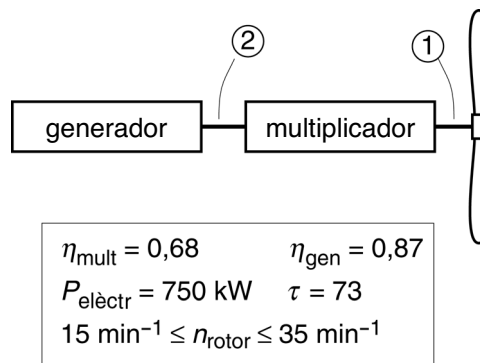 ② ①
generador multiplicador
η_mult = 0,68 η_gen = 0,87
P_elèctr = 750 kW τ = 73
15 min⁻¹ ≤ n_rotor ≤ 35 min⁻¹